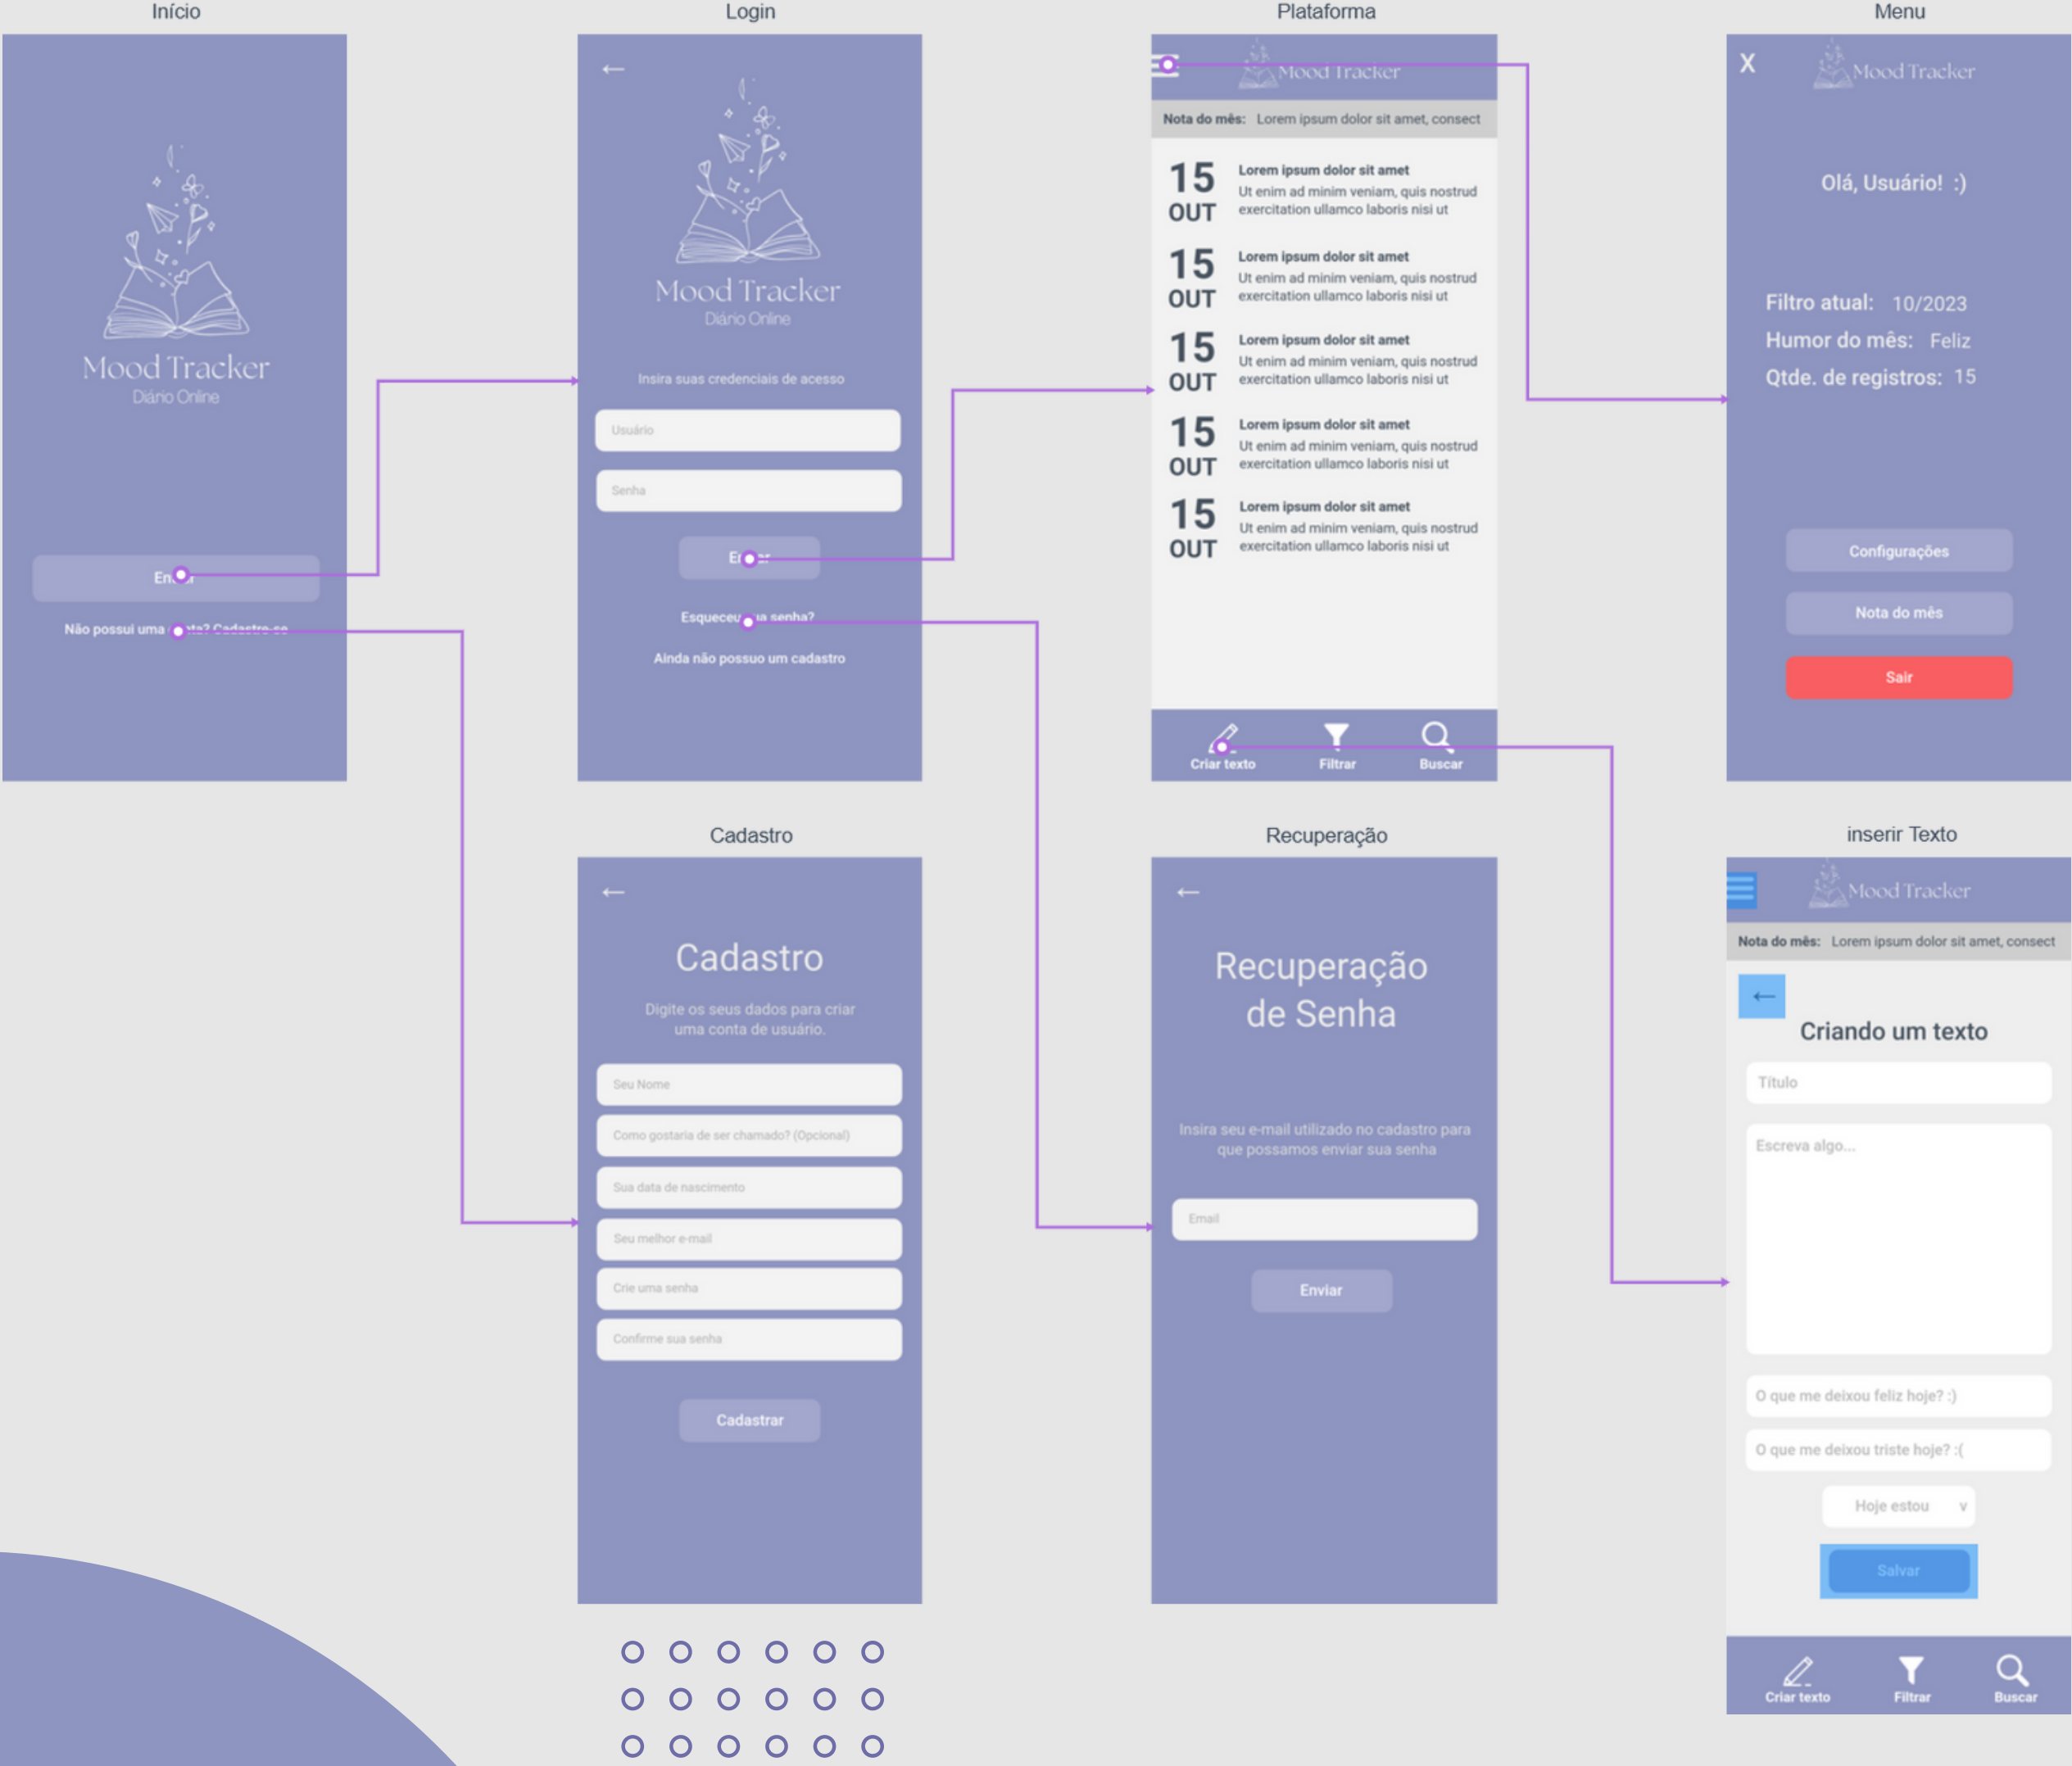 Início
Mood Tracker
Diário Online
Não possui uma
Login
←
Mood Tracker
Diário Online
Insira suas credenciais de acesso
Usuário
Senha
Esqueceu senha?
Ainda não possuo um cadastro
Plataforma
Mood Tracker
Nota do mês: Lorem ipsum dolor sit amet, consect
15
OUT
Lorem ipsum dolor sit amet
Ut enim ad minim veniam, quis nostrud
exercitation ullamco laboris nisi ut
15
OUT
Lorem ipsum dolor sit amet
Ut enim ad minim veniam, quis nostrud
exercitation ullamco laboris nisi ut
15
OUT
Lorem ipsum dolor sit amet
Ut enim ad minim veniam, quis nostrud
exercitation ullamco laboris nisi ut
15
OUT
Lorem ipsum dolor sit amet
Ut enim ad minim veniam, quis nostrud
exercitation ullamco laboris nisi ut
15
OUT
Lorem ipsum dolor sit amet
Ut enim ad minim veniam, quis nostrud
exercitation ullamco laboris nisi ut
Criar texto
Filtrar
Buscar
Menu
X
Mood Tracker
Olá, Usuário! :)
Filtro atual: 10/2023
Humor do mês: Feliz
Qtde. de registros: 15
Configurações
Nota do mês
Sair
Cadastro
←
Cadastro
Digite os seus dados para criar
uma conta de usuário.
Seu Nome
Como gostaria de ser chamado? (Opcional)
Sua data de nascimento
Seu melhor e-mail
Crie uma senha
Confirme sua senha
Cadastrar
Recuperação
←
Recuperação
de Senha
Insira seu e-mail utilizado no cadastro para
que possamos enviar sua senha
Email
Enviar
inserir Texto
Mood Tracker
Nota do mês: Lorem ipsum dolor sit amet, consect
←
Criando um texto
Título
Escreva algo...
O que me deixou feliz hoje? :)
O que me deixou triste hoje? :(
Hoje estou v
Salvar
Criar texto
Filtrar
Buscar